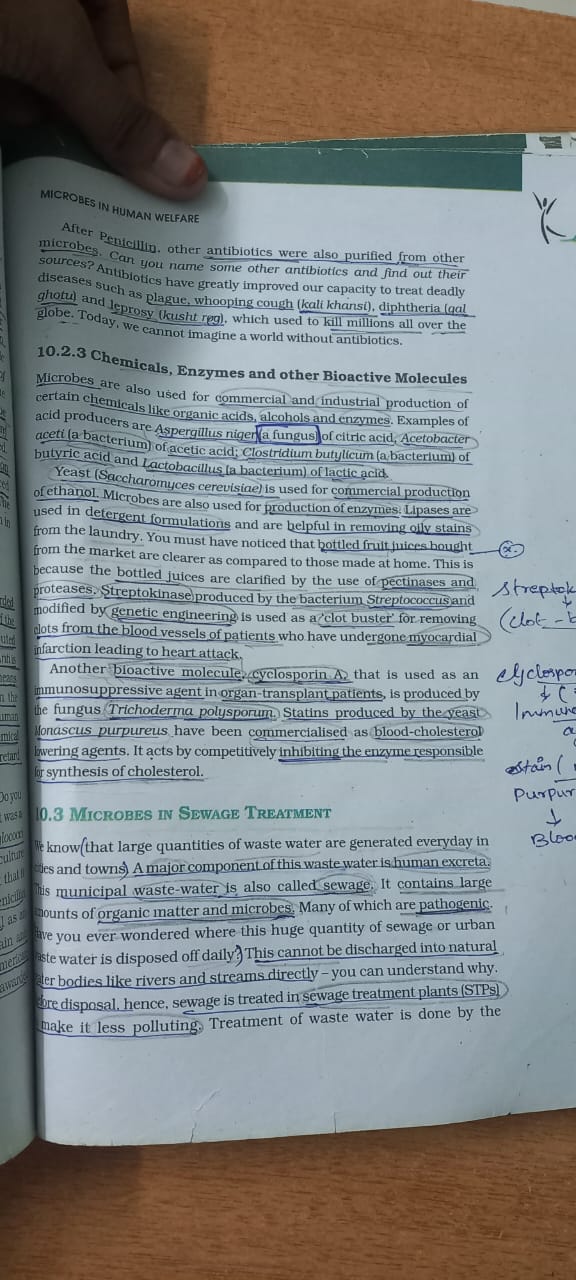 MICROBES IN HUMAN WELFARE
After Penicillin, other antibiotics were also purified from other
microbes. Can you name some other antibiotics and find out their
sources? Antibiotics have greatly improved our capacity to treat deadly
diseases such as plague, whooping cough (kali khansi), diphtheria (gal
ghotu) and leprosy (kusht rog), which used to kill millions all over the
globe. Today, we cannot imagine a world without antibiotics.
10.2.3 Chemicals, Enzymes and other Bioactive Molecules
Microbes are also used for commercial and industrial production of
certain chemicals like organic acids, alcohols and enzymes. Examples of
acid producers are Aspergillus niger (a fungus) of citric acid, Acetobacter
aceti (a bacterium) of acetic acid; Clostridium butylicum (a bacterium) of
butyric acid and Lactobacillus (a bacterium) of lactic acid.
Yeast (Saccharomyces cerevisiae) is used for commercial production
of ethanol. Microbes are also used for production of enzymes. Lipases are
used in detergent formulations and are helpful in removing oily stains
from the laundry. You must have noticed that bottled fruit juices bought
from the market are clearer as compared to those made at home. This is
because the bottled juices are clarified by the use of pectinases and
proteases. Streptokinase produced by the bacterium Streptococcus and
modified by genetic engineering is used as a 'clot buster' for removing
clots from the blood vessels of patients who have undergone myocardial
infarction leading to heart attack.
Another bioactive molecule, cyclosporin A, that is used as an
immunosuppressive agent in organ-transplant patients, is produced by
the fungus Trichoderma polysporum. Statins produced by the yeast
Monascus purpureus have been commercialised as blood-cholesterol
lowering agents. It acts by competitively inhibiting the enzyme responsible
for synthesis of cholesterol.
10.3 MICROBES IN SEWAGE TREATMENT
We know that large quantities of waste water are generated everyday in
cities and towns. A major component of this waste water is human excreta.
This municipal waste-water is also called sewage. It contains large
amounts of organic matter and microbes. Many of which are pathogenic.
Have you ever wondered where this huge quantity of sewage or urban
waste water is disposed off daily? This cannot be discharged into natural
water bodies like rivers and streams directly – you can understand why.
Before disposal, hence, sewage is treated in sewage treatment plants (STPs)
make it less polluting. Treatment of waste water is done by the
Streptok
(clot - b
cyclospor
Immune
Purpur
Bloo